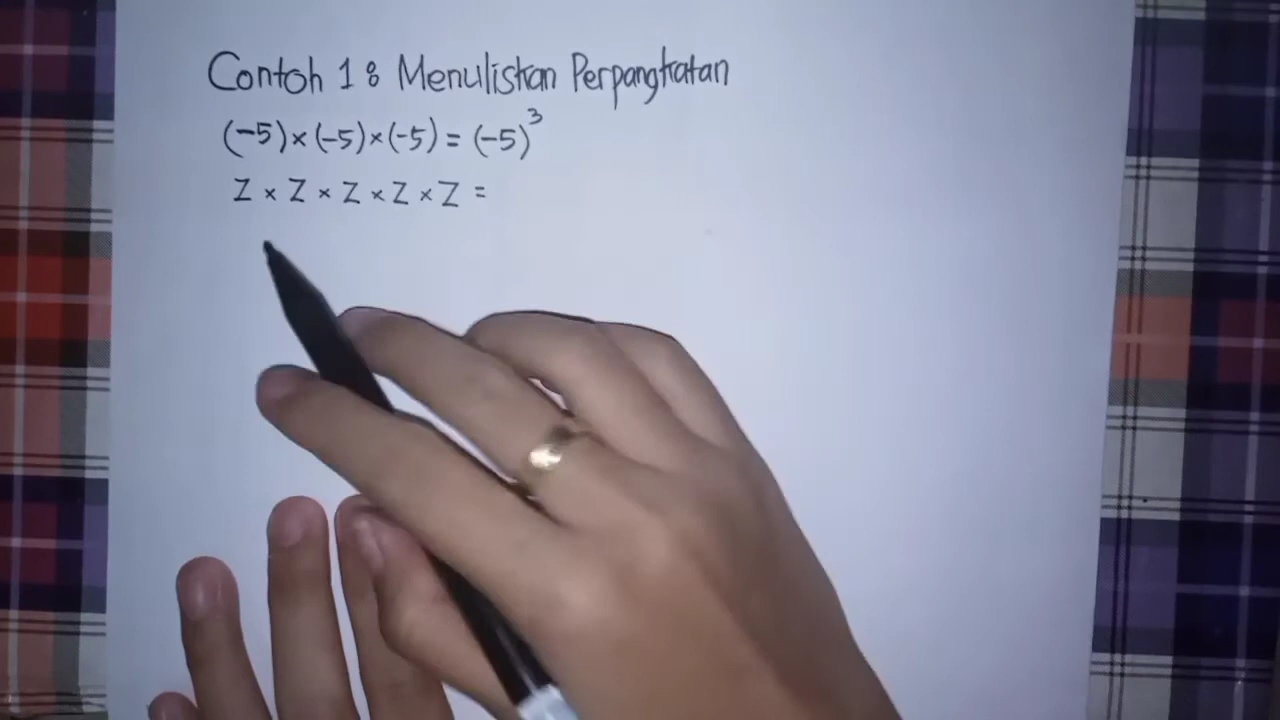 Contoh 1 : Menuliskan Perpangkatan
(-5)×(-5)×(-5) = (-5)³
Z × Z × Z × Z × Z =